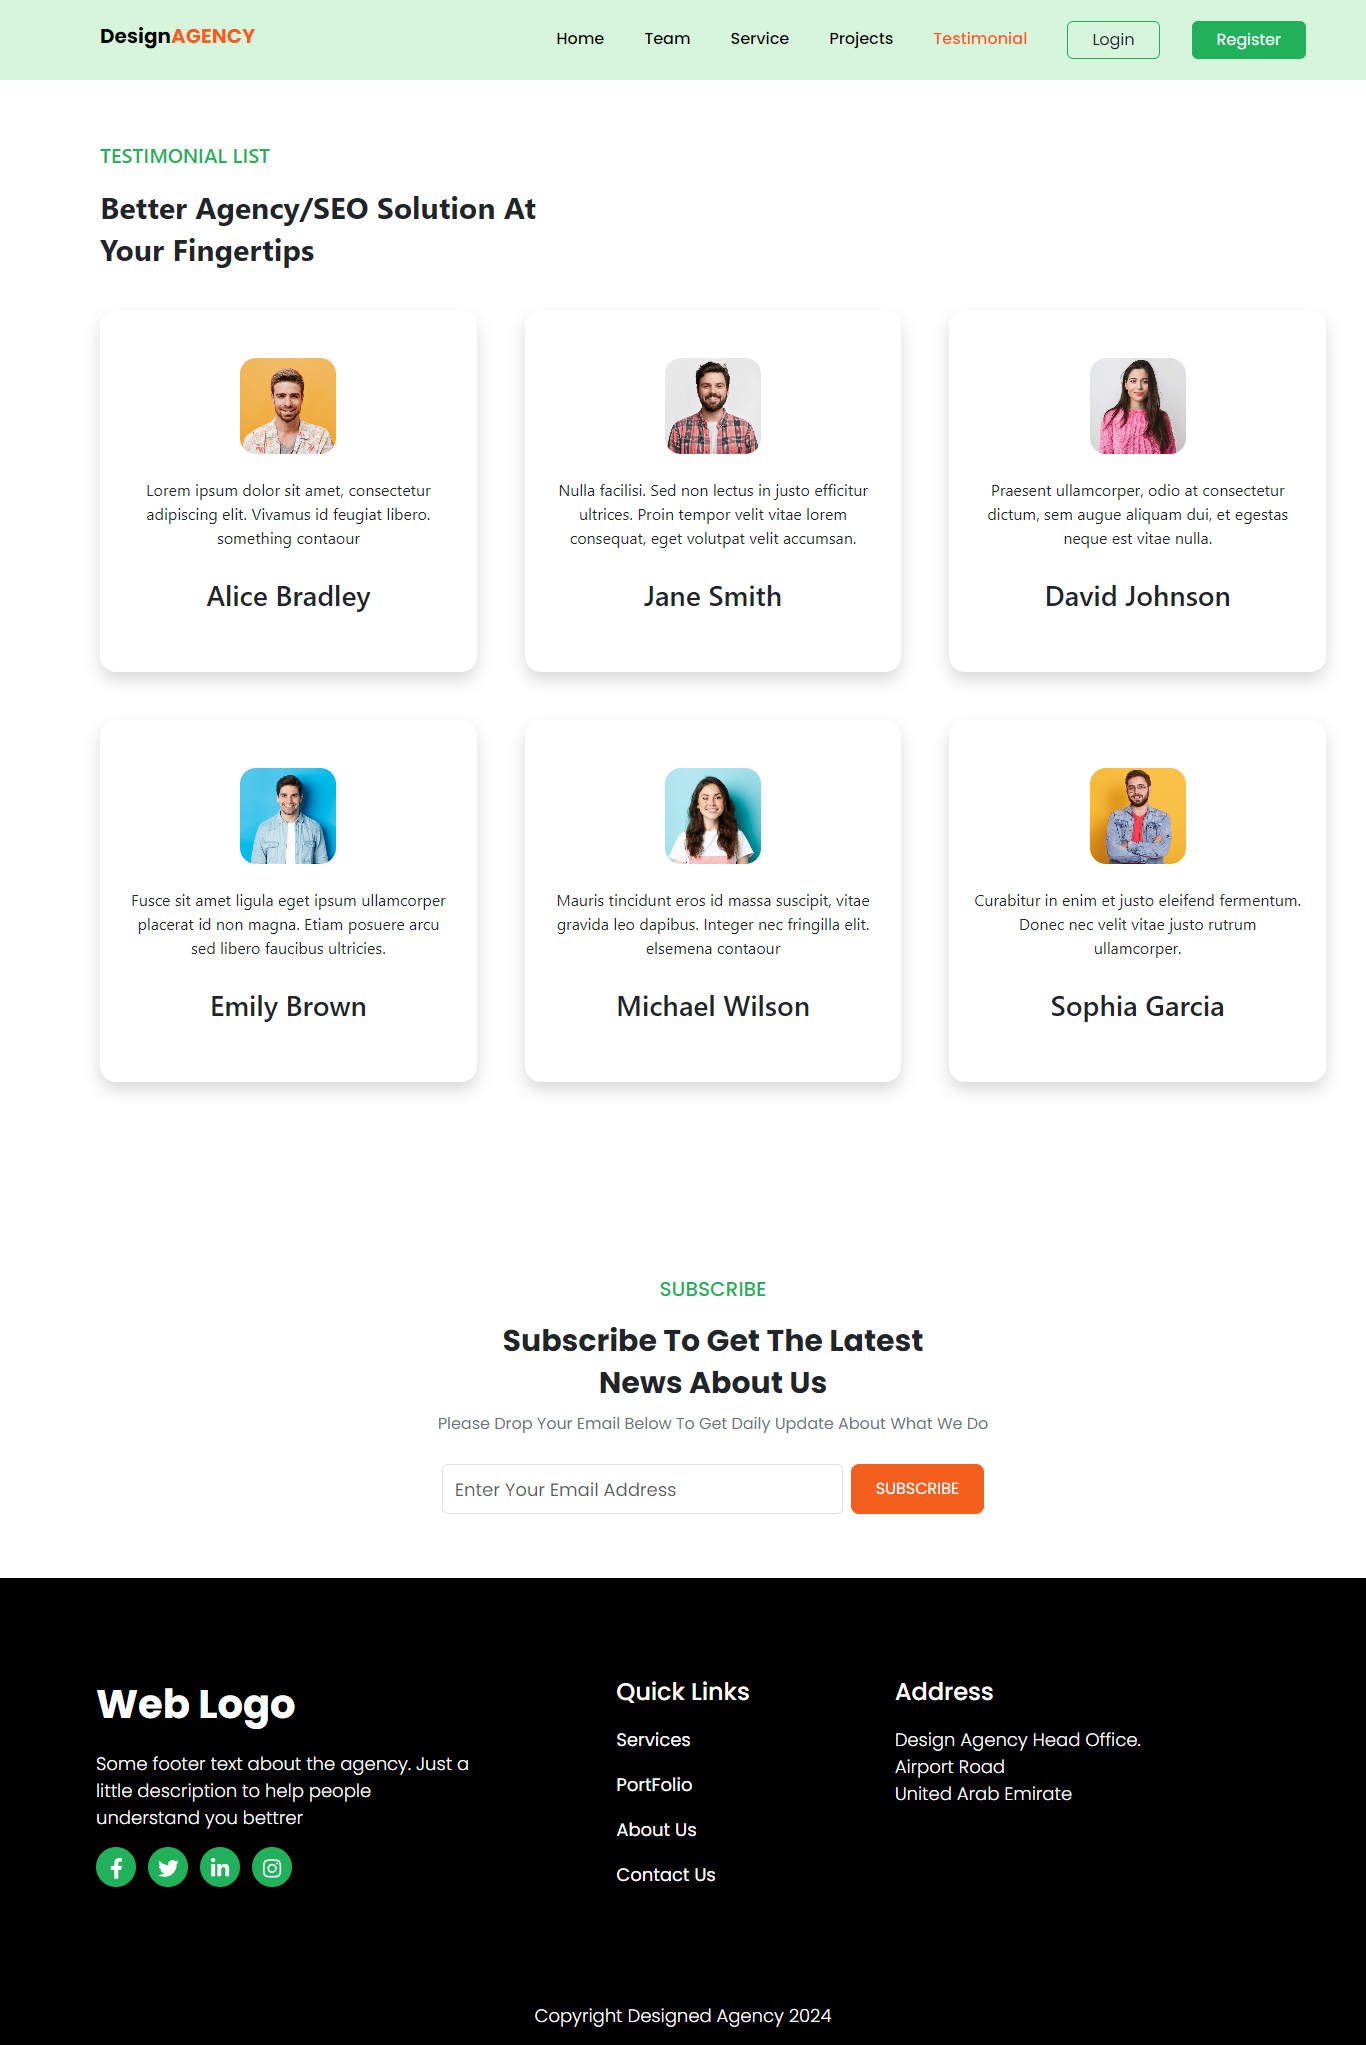 DesignAGENCY
Home Team Service Projects Testimonial Login Register
TESTIMONIAL LIST
Better Agency/SEO Solution At
Your Fingertips
Lorem ipsum dolor sit amet, consectetur
adipiscing elit. Vivamus id feugiat libero.
something contaour
Alice Bradley
Nulla facilisi. Sed non lectus in justo efficitur
ultrices. Proin tempor velit vitae lorem
consequat, eget volutpat velit accumsan.
Jane Smith
Praesent ullamcorper, odio at consectetur
dictum, sem augue aliquam dui, et egestas
neque est vitae nulla.
David Johnson
Fusce sit amet ligula eget ipsum ullamcorper
placerat id non magna. Etiam posuere arcu
sed libero faucibus ultricies.
Emily Brown
Mauris tincidunt eros id massa suscipit, vitae
gravida leo dapibus. Integer nec fringilla elit.
elsemena contaour
Michael Wilson
Curabitur in enim et justo eleifend fermentum.
Donec nec velit vitae justo rutrum
ullamcorper.
Sophia Garcia
SUBSCRIBE
Subscribe To Get The Latest
News About Us
Please Drop Your Email Below To Get Daily Update About What We Do
Enter Your Email Address
SUBSCRIBE
Web Logo
Some footer text about the agency. Just a
little description to help people
understand you bettrer
Quick Links
Services
PortFolio
About Us
Contact Us
Address
Design Agency Head Office.
Airport Road
United Arab Emirate
Copyright Designed Agency 2024